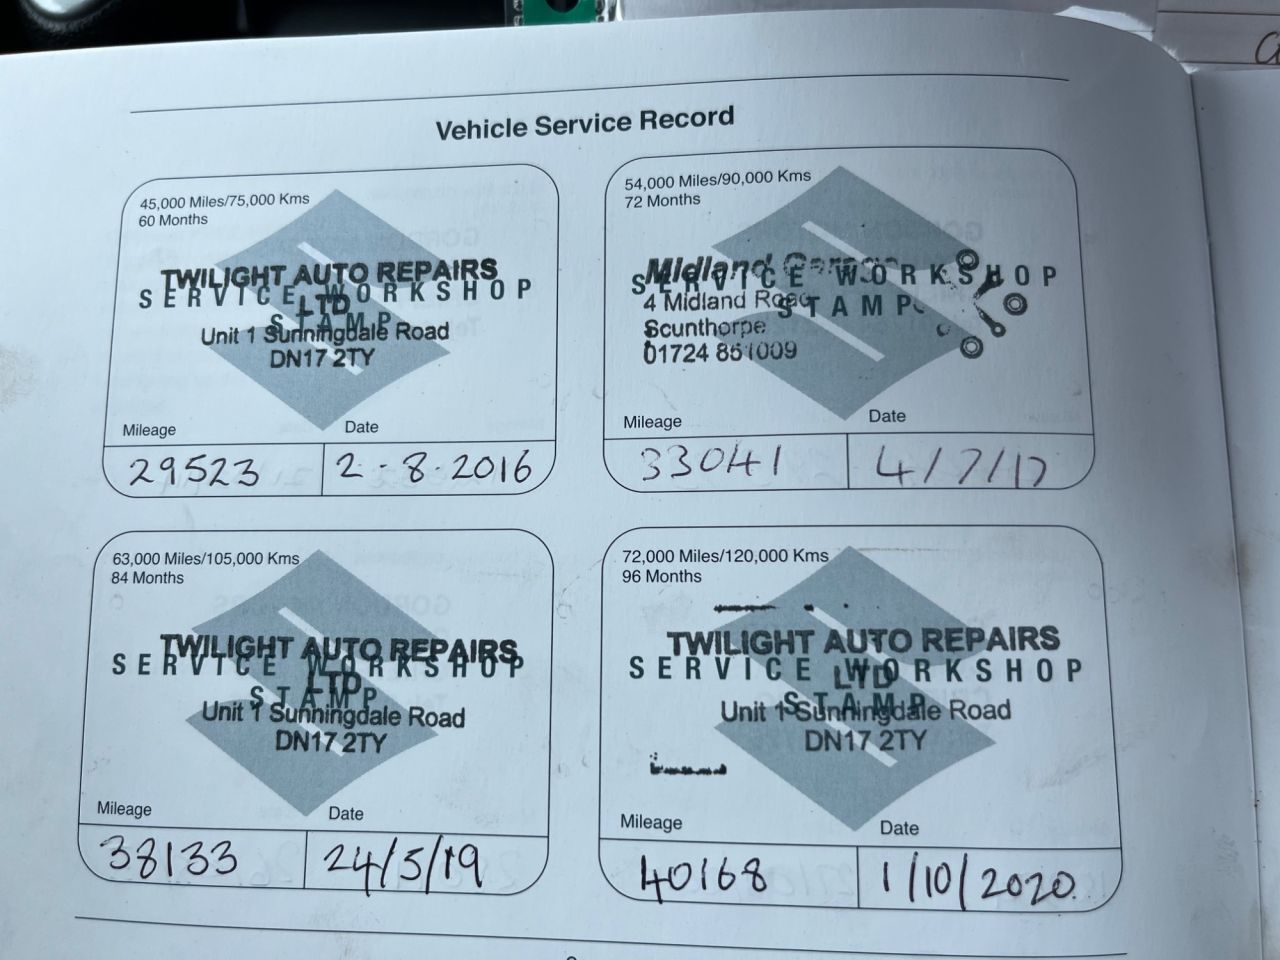 Vehicle Service Record
45,000 Miles/75,000 Kms
60 Months
TWILIGHT AUTO REPAIRS
SERVICE WORKSHOP
LTD
STAMP
Unit 1 Sunningdale Road
DN17 2TY
Mileage
Date
29523
2-8-2016
54,000 Miles/90,000 Kms
72 Months
Midland Garage
SERVICE WORKSHOP
4 Midland Road
STAMP
Scunthorpe
01724 851009
Mileage
Date
33041
4/7/17
63,000 Miles/105,000 Kms
84 Months
TWILIGHT AUTO REPAIRS
SERVICE WORKSHOP
LTD
STAMP
Unit 1 Sunningdale Road
DN17 2TY
Mileage
Date
38133
24/5/19
72,000 Miles/120,000 Kms
96 Months
TWILIGHT AUTO REPAIRS
SERVICE WORKSHOP
LTD
STAMP
Unit 1 Sunningdale Road
DN17 2TY
Mileage
Date
40168
1/10/2020.